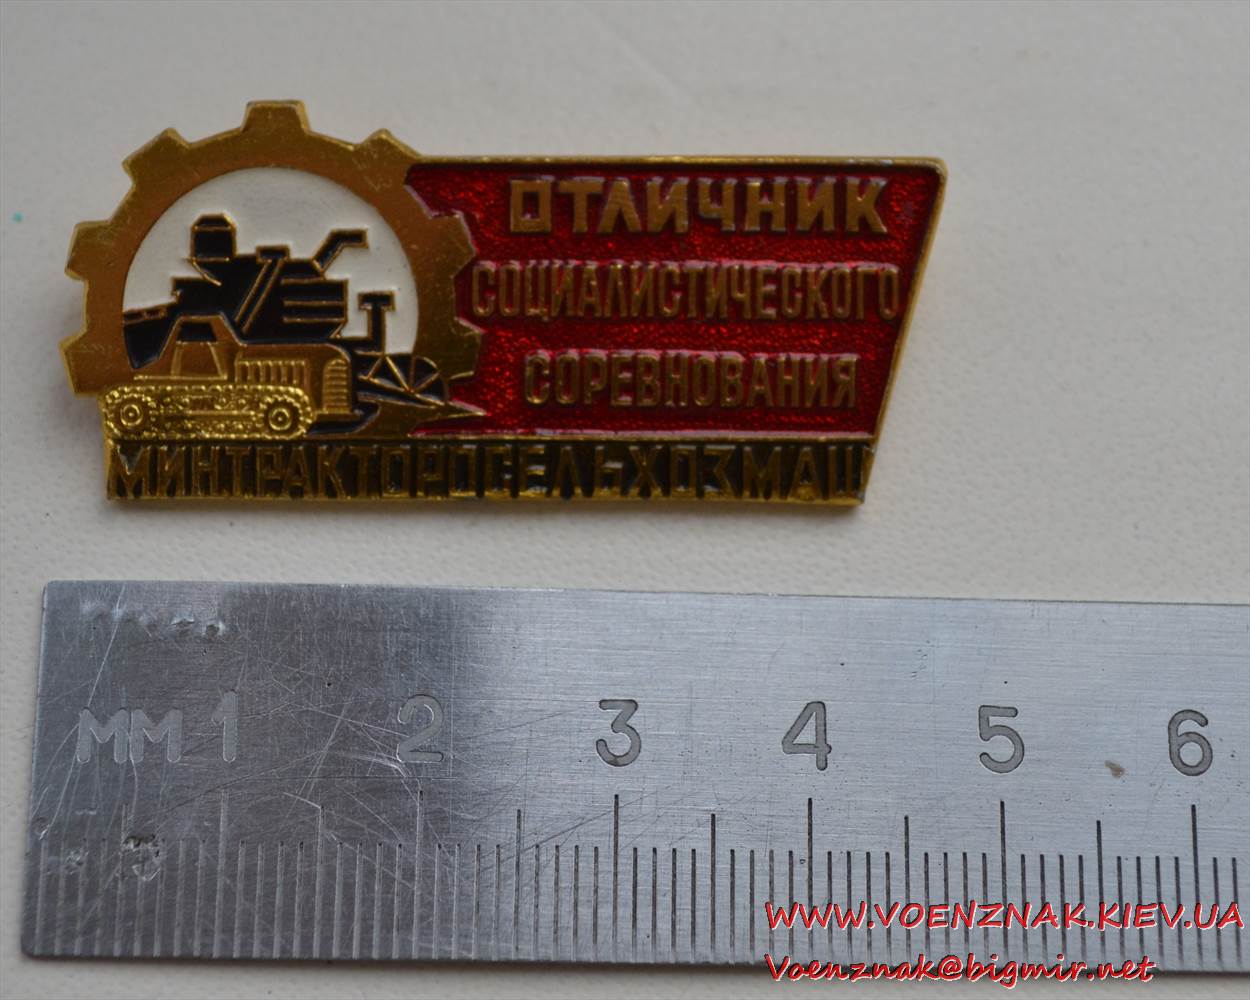 ОТЛИЧНИК
СОЦИАЛИСТИЧЕСКОГО
СОРЕВНОВАНИЯ
МИНТРАКТОРОСЕЛЬХОЗМАШ
мм 1 2 3 4 5 6
WWW.VOENZNAK.KIEV.UA
Voenznak@bigmir.net